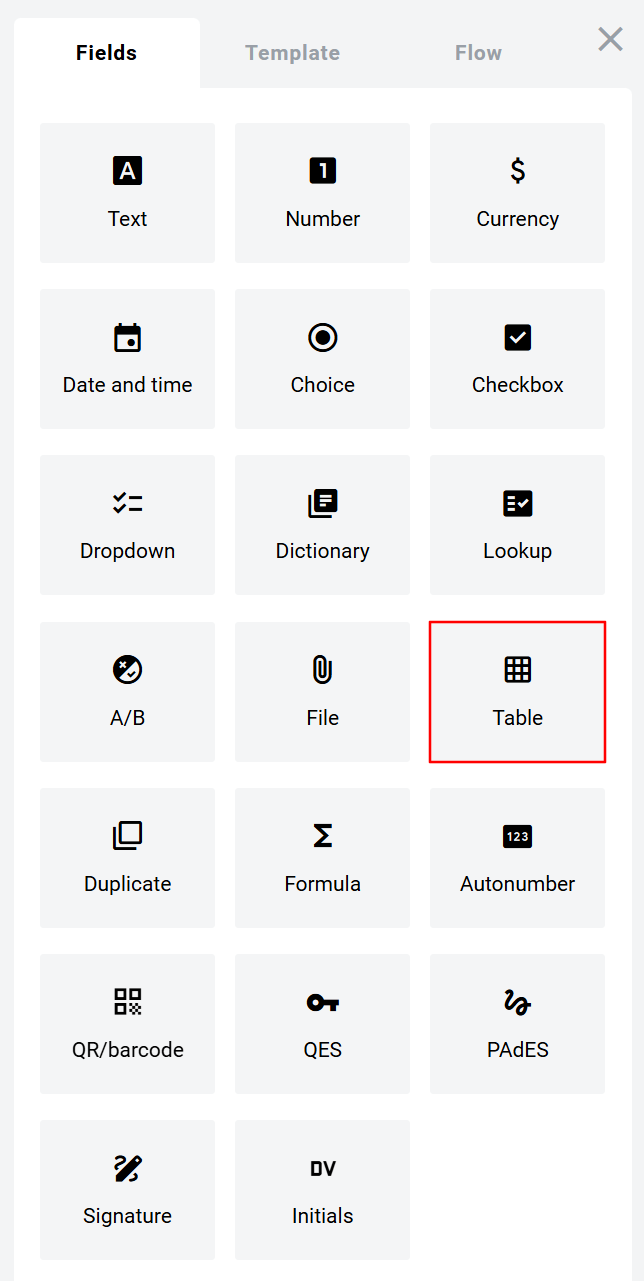 Fields Template Flow
A 1 $
Text Number Currency
Date and time Choice Checkbox
Dropdown Dictionary Lookup
A/B File Table
Σ 123
Duplicate Formula Autonumber
QR/barcode QES PAdES
DV
Signature Initials